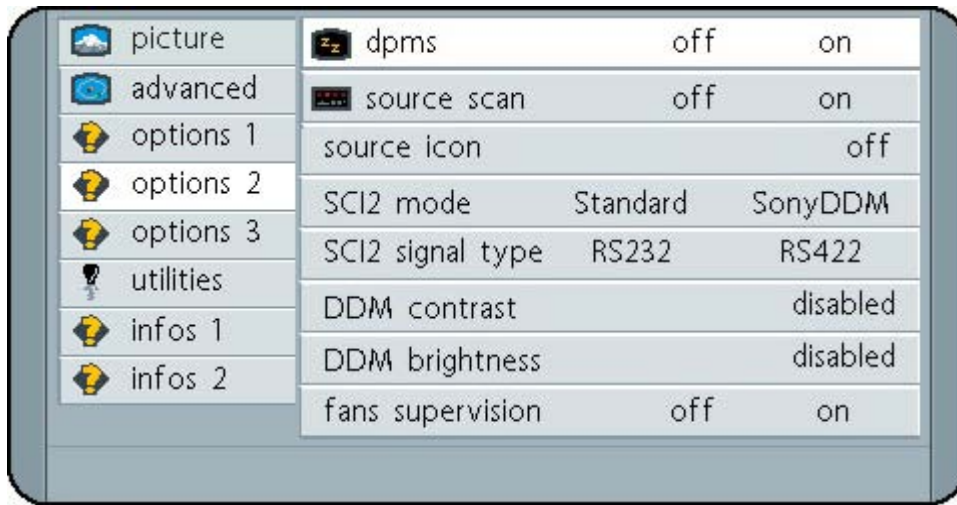 picture
advanced
options 1
options 2
options 3
utilities
infos 1
infos 2
dpms off on
source scan off on
source icon off
SCI2 mode Standard SonyDDM
SCI2 signal type RS232 RS422
DDM contrast disabled
DDM brightness disabled
fans supervision off on